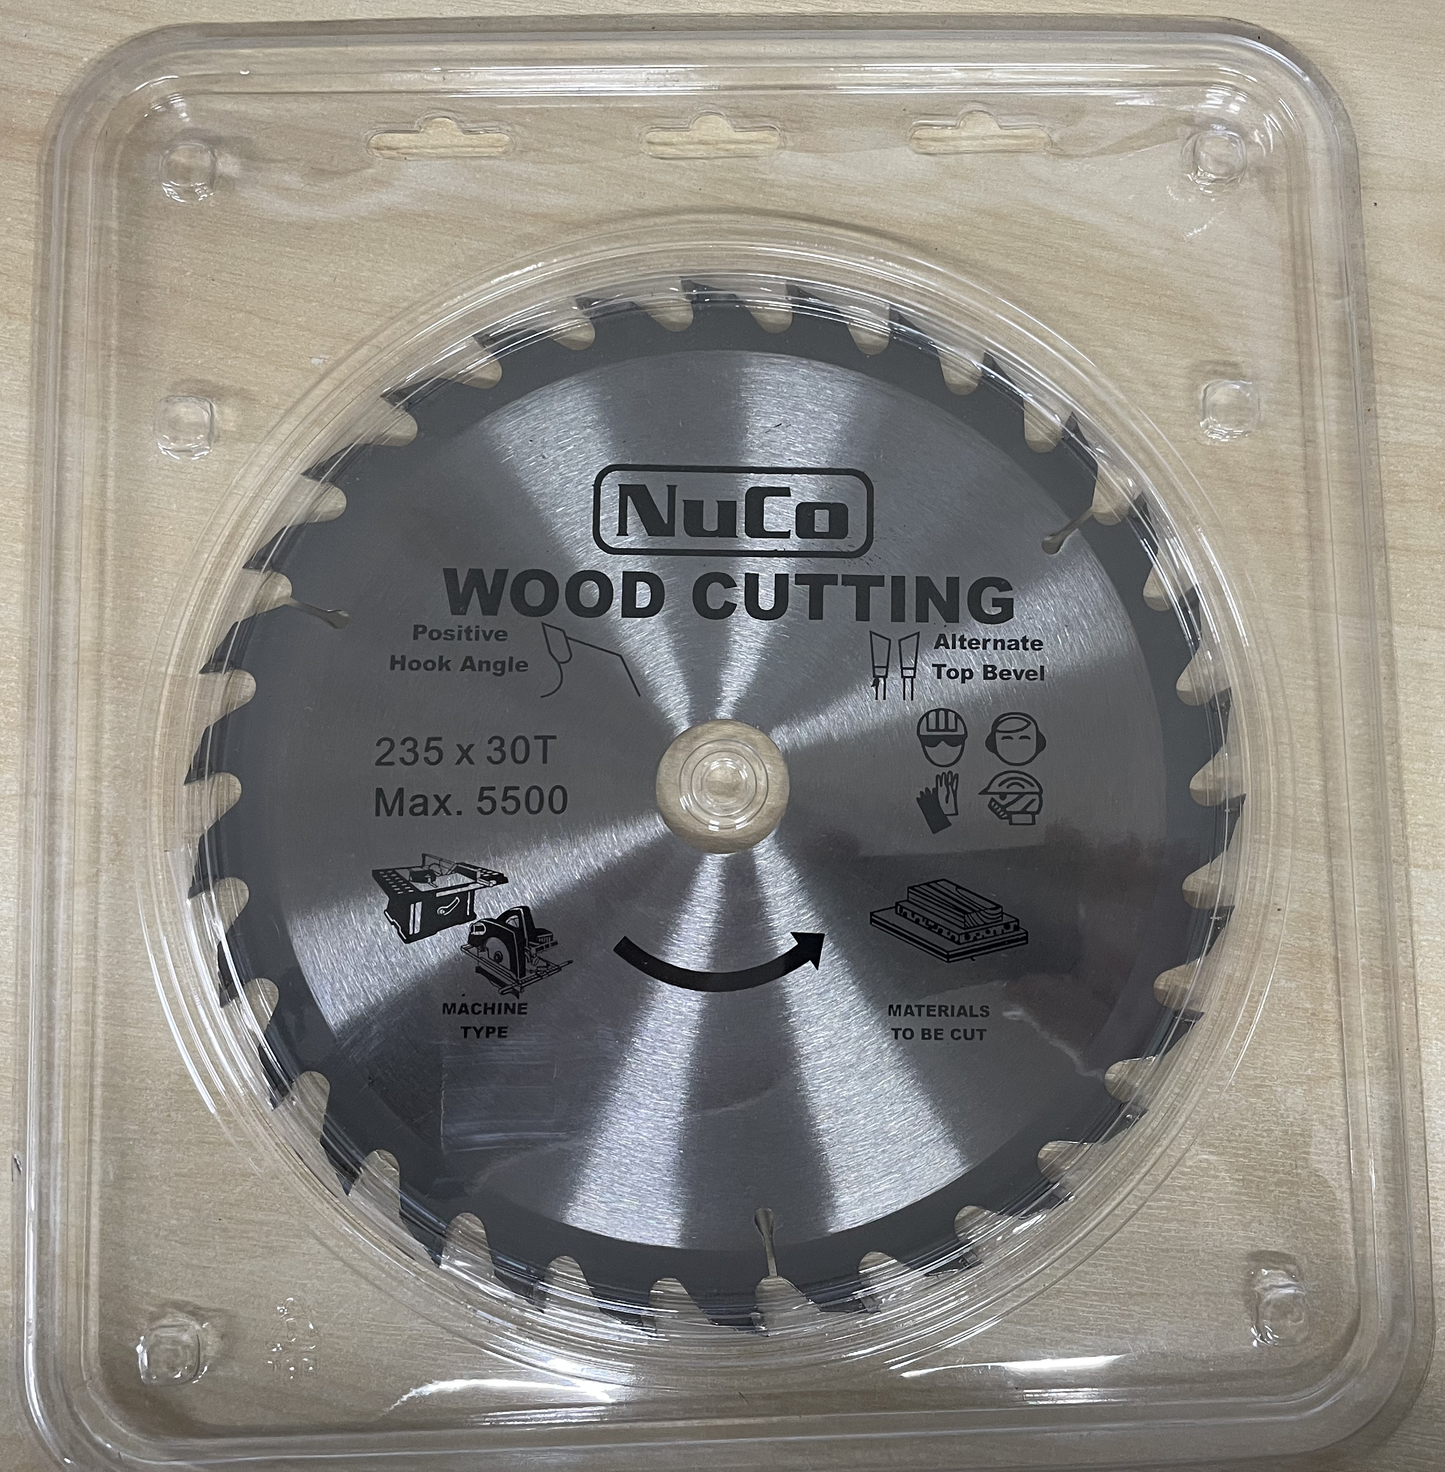 NuCo
WOOD CUTTING
Positive
Hook Angle
Alternate
Top Bevel
235 x 30T
Max. 5500
MACHINE
TYPE
MATERIALS
TO BE CUT